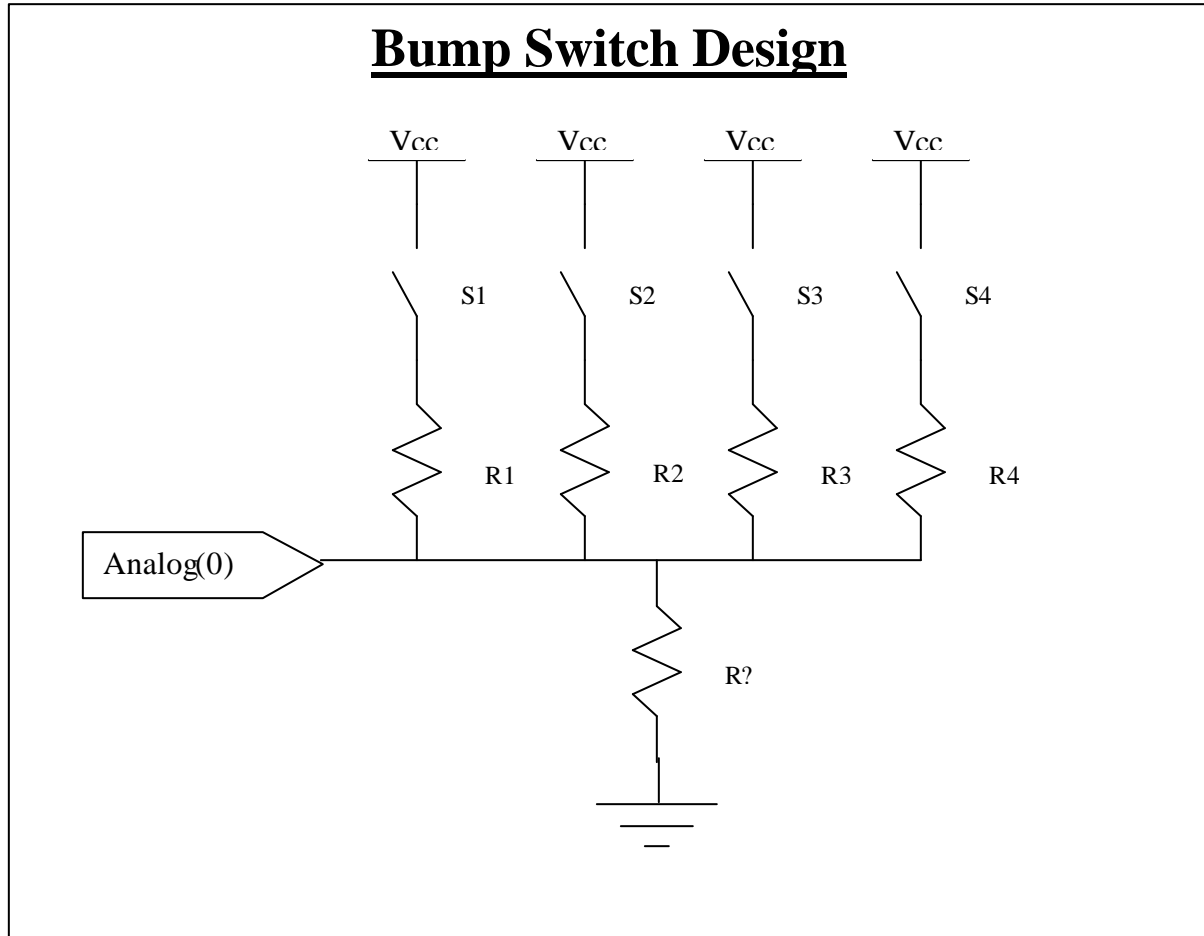 Bump Switch Design
Vcc Vcc Vcc Vcc
S1 S2 S3 S4
R1 R2 R3 R4
Analog(0)
R?